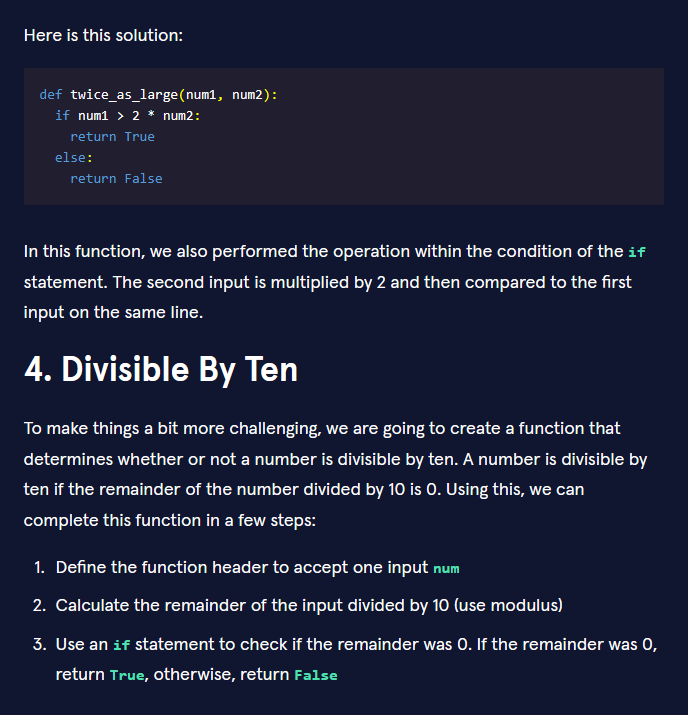 Here is this solution:
def twice_as_large(num1, num2):
  if num1 > 2 * num2:
    return True
  else:
    return False
In this function, we also performed the operation within the condition of the if
statement. The second input is multiplied by 2 and then compared to the first
input on the same line.
4. Divisible By Ten
To make things a bit more challenging, we are going to create a function that
determines whether or not a number is divisible by ten. A number is divisible by
ten if the remainder of the number divided by 10 is 0. Using this, we can
complete this function in a few steps:
1. Define the function header to accept one input num
2. Calculate the remainder of the input divided by 10 (use modulus)
3. Use an if statement to check if the remainder was 0. If the remainder was 0,
return True, otherwise, return False